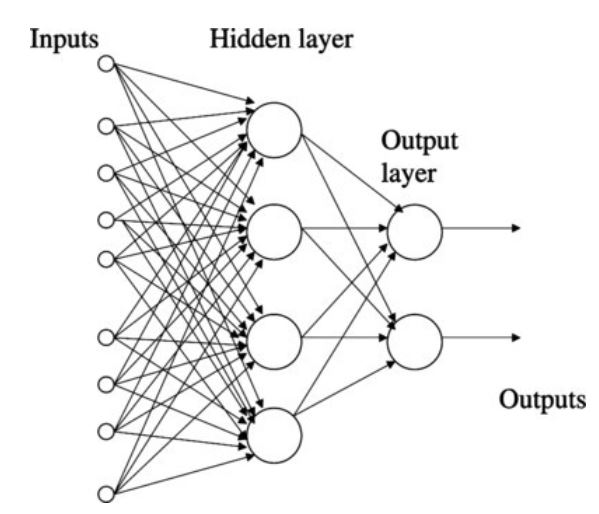 Inputs
Hidden layer
Output
layer
Outputs